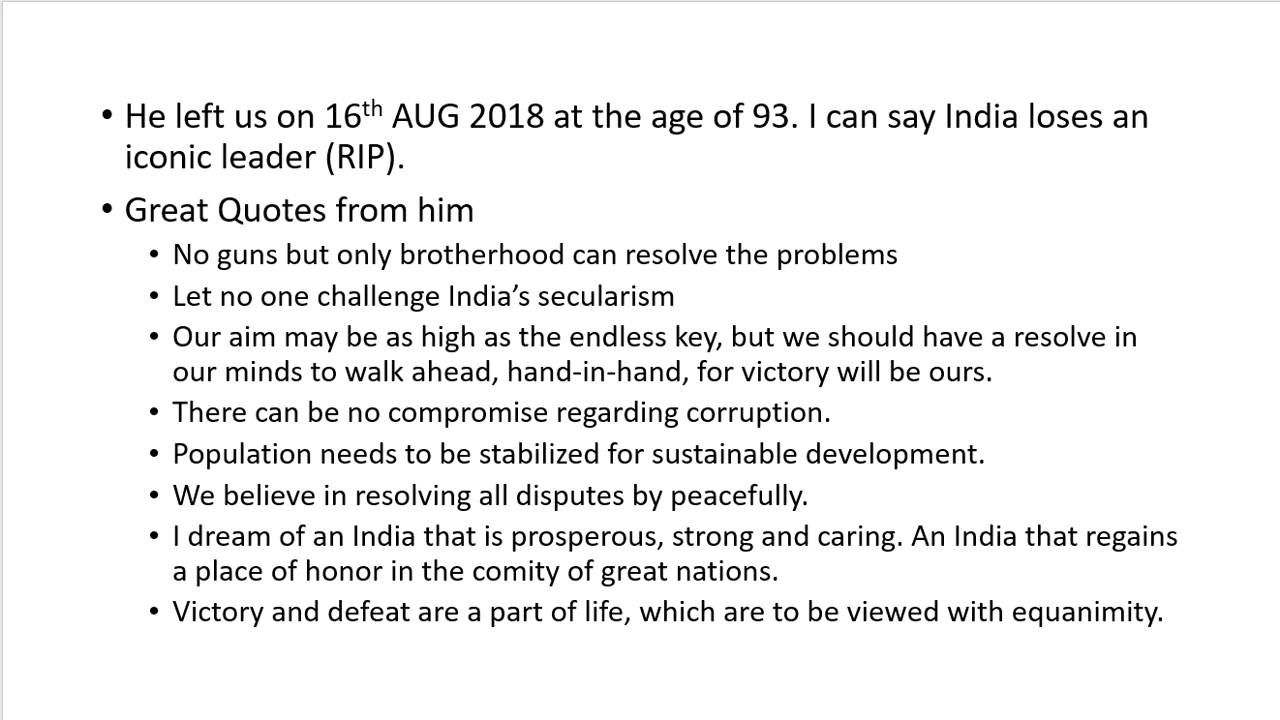 • He left us on 16th AUG 2018 at the age of 93. I can say India loses an
iconic leader (RIP).
• Great Quotes from him
• No guns but only brotherhood can resolve the problems
• Let no one challenge India’s secularism
• Our aim may be as high as the endless key, but we should have a resolve in
our minds to walk ahead, hand-in-hand, for victory will be ours.
• There can be no compromise regarding corruption.
• Population needs to be stabilized for sustainable development.
• We believe in resolving all disputes by peacefully.
• I dream of an India that is prosperous, strong and caring. An India that regains
a place of honor in the comity of great nations.
• Victory and defeat are a part of life, which are to be viewed with equanimity.